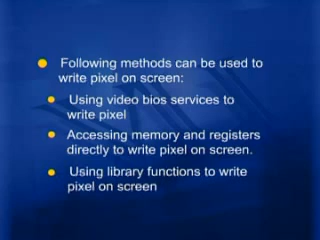 Following methods can be used to
write pixel on screen:
Using video bios services to
write pixel
Accessing memory and registers
directly to write pixel on screen.
Using library functions to write
pixel on screen